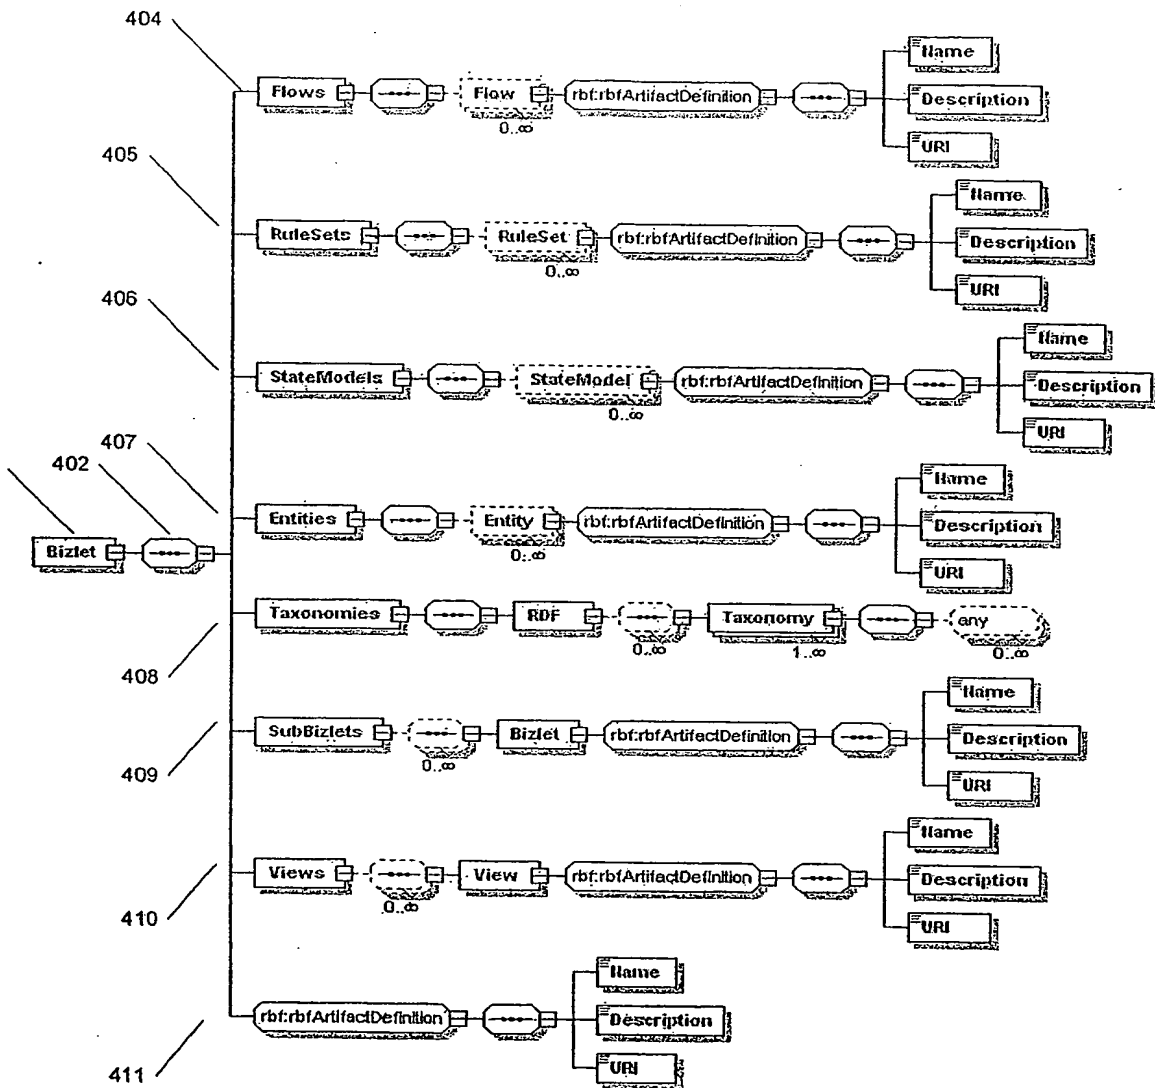 404
Flows Flow 0..∞ rbf:rbfArtifactDefinition Name
Description
URI
405
RuleSets RuleSet 0..∞ rbf:rbfArtifactDefinition Name
Description
URI
406
StateModels StateModel 0..∞ rbf:rbfArtifactDefinition Name
Description
URI
407
402
Bizlet
Entities Entity 0..∞ rbf:rbfArtifactDefinition Name
Description
URI
Taxonomies RDF 0..∞ Taxonomy 1..∞ any 0..∞
408
SubBizlets 0..∞ Bizlet rbf:rbfArtifactDefinition Name
Description
URI
409
Views 0..∞ View rbf:rbfArtifactDefinition Name
Description
URI
410
rbf:rbfArtifactDefinition Name
Description
URI
411